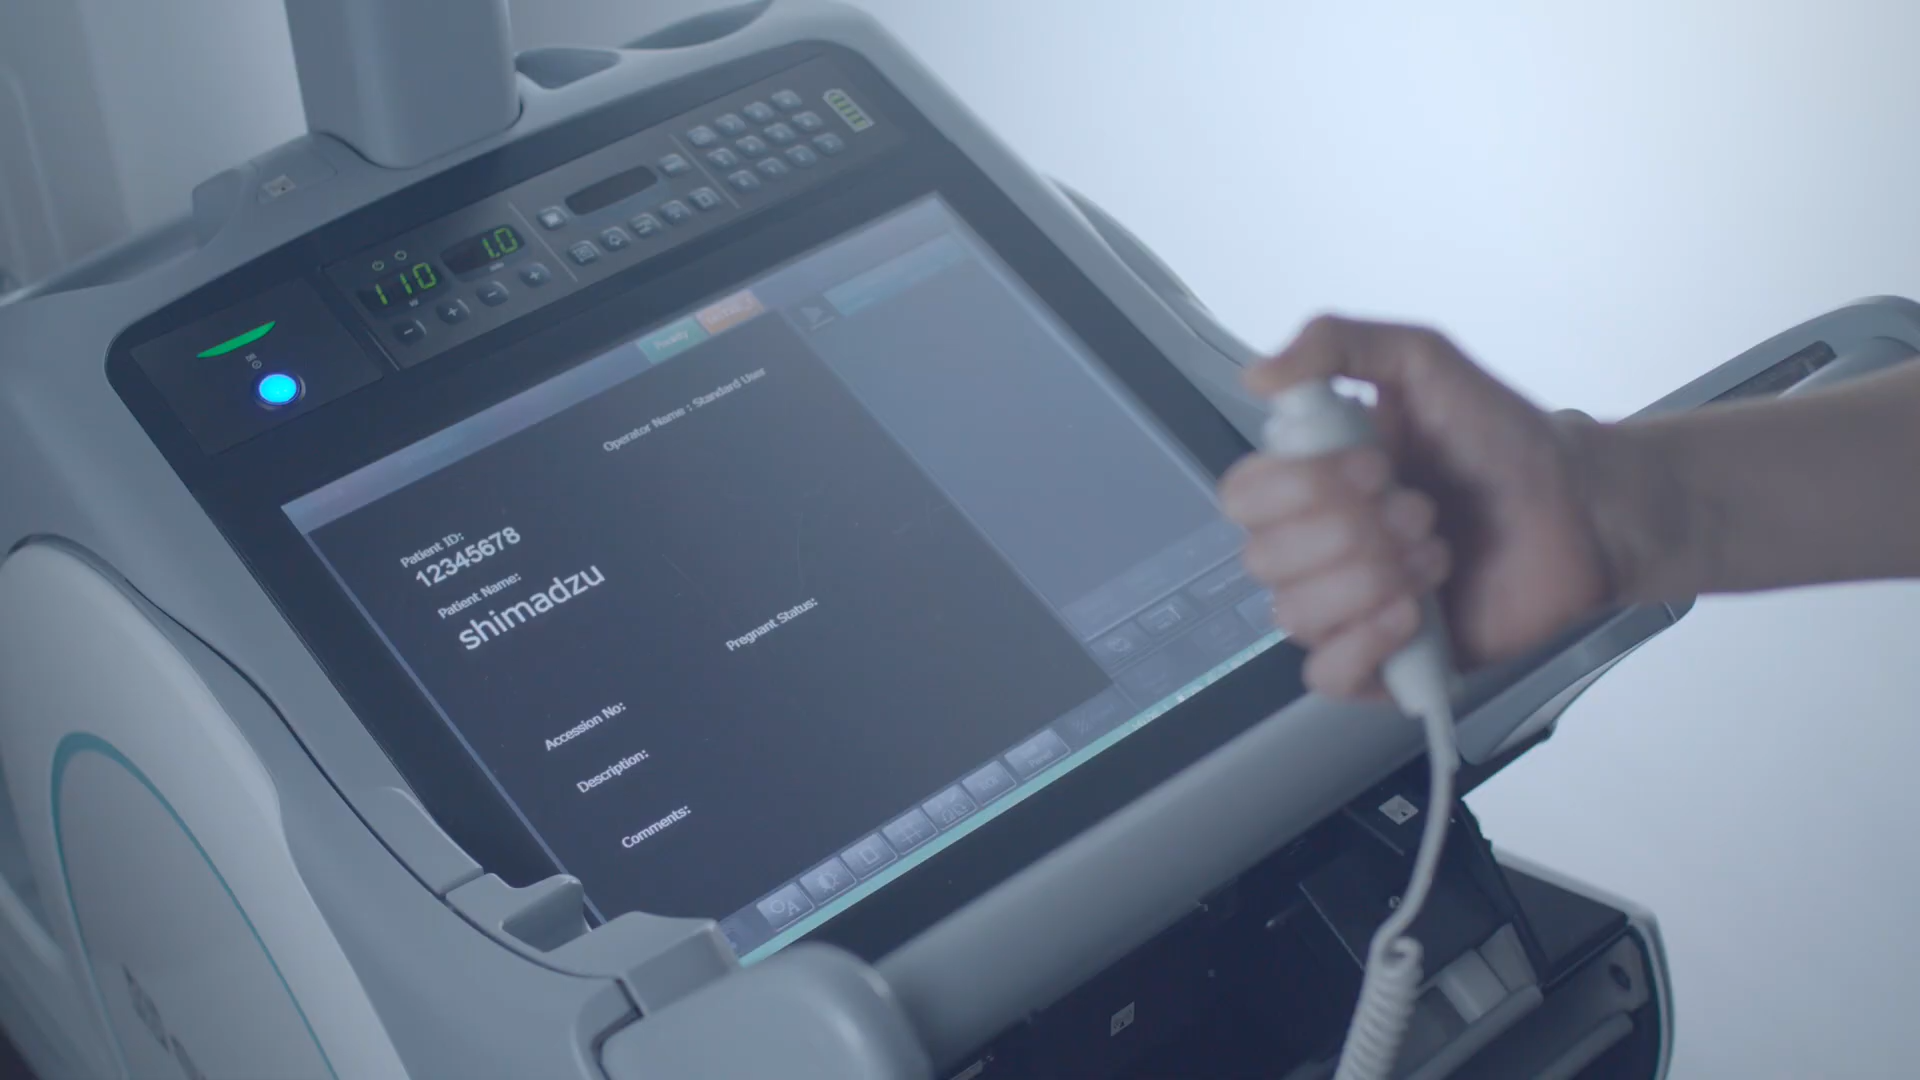 110
1.0
Ready
Operator Name : Standard User
Patient ID:
12345678
Patient Name:
shimadzu
Pregnant Status:
Accession No:
Description:
Comments: